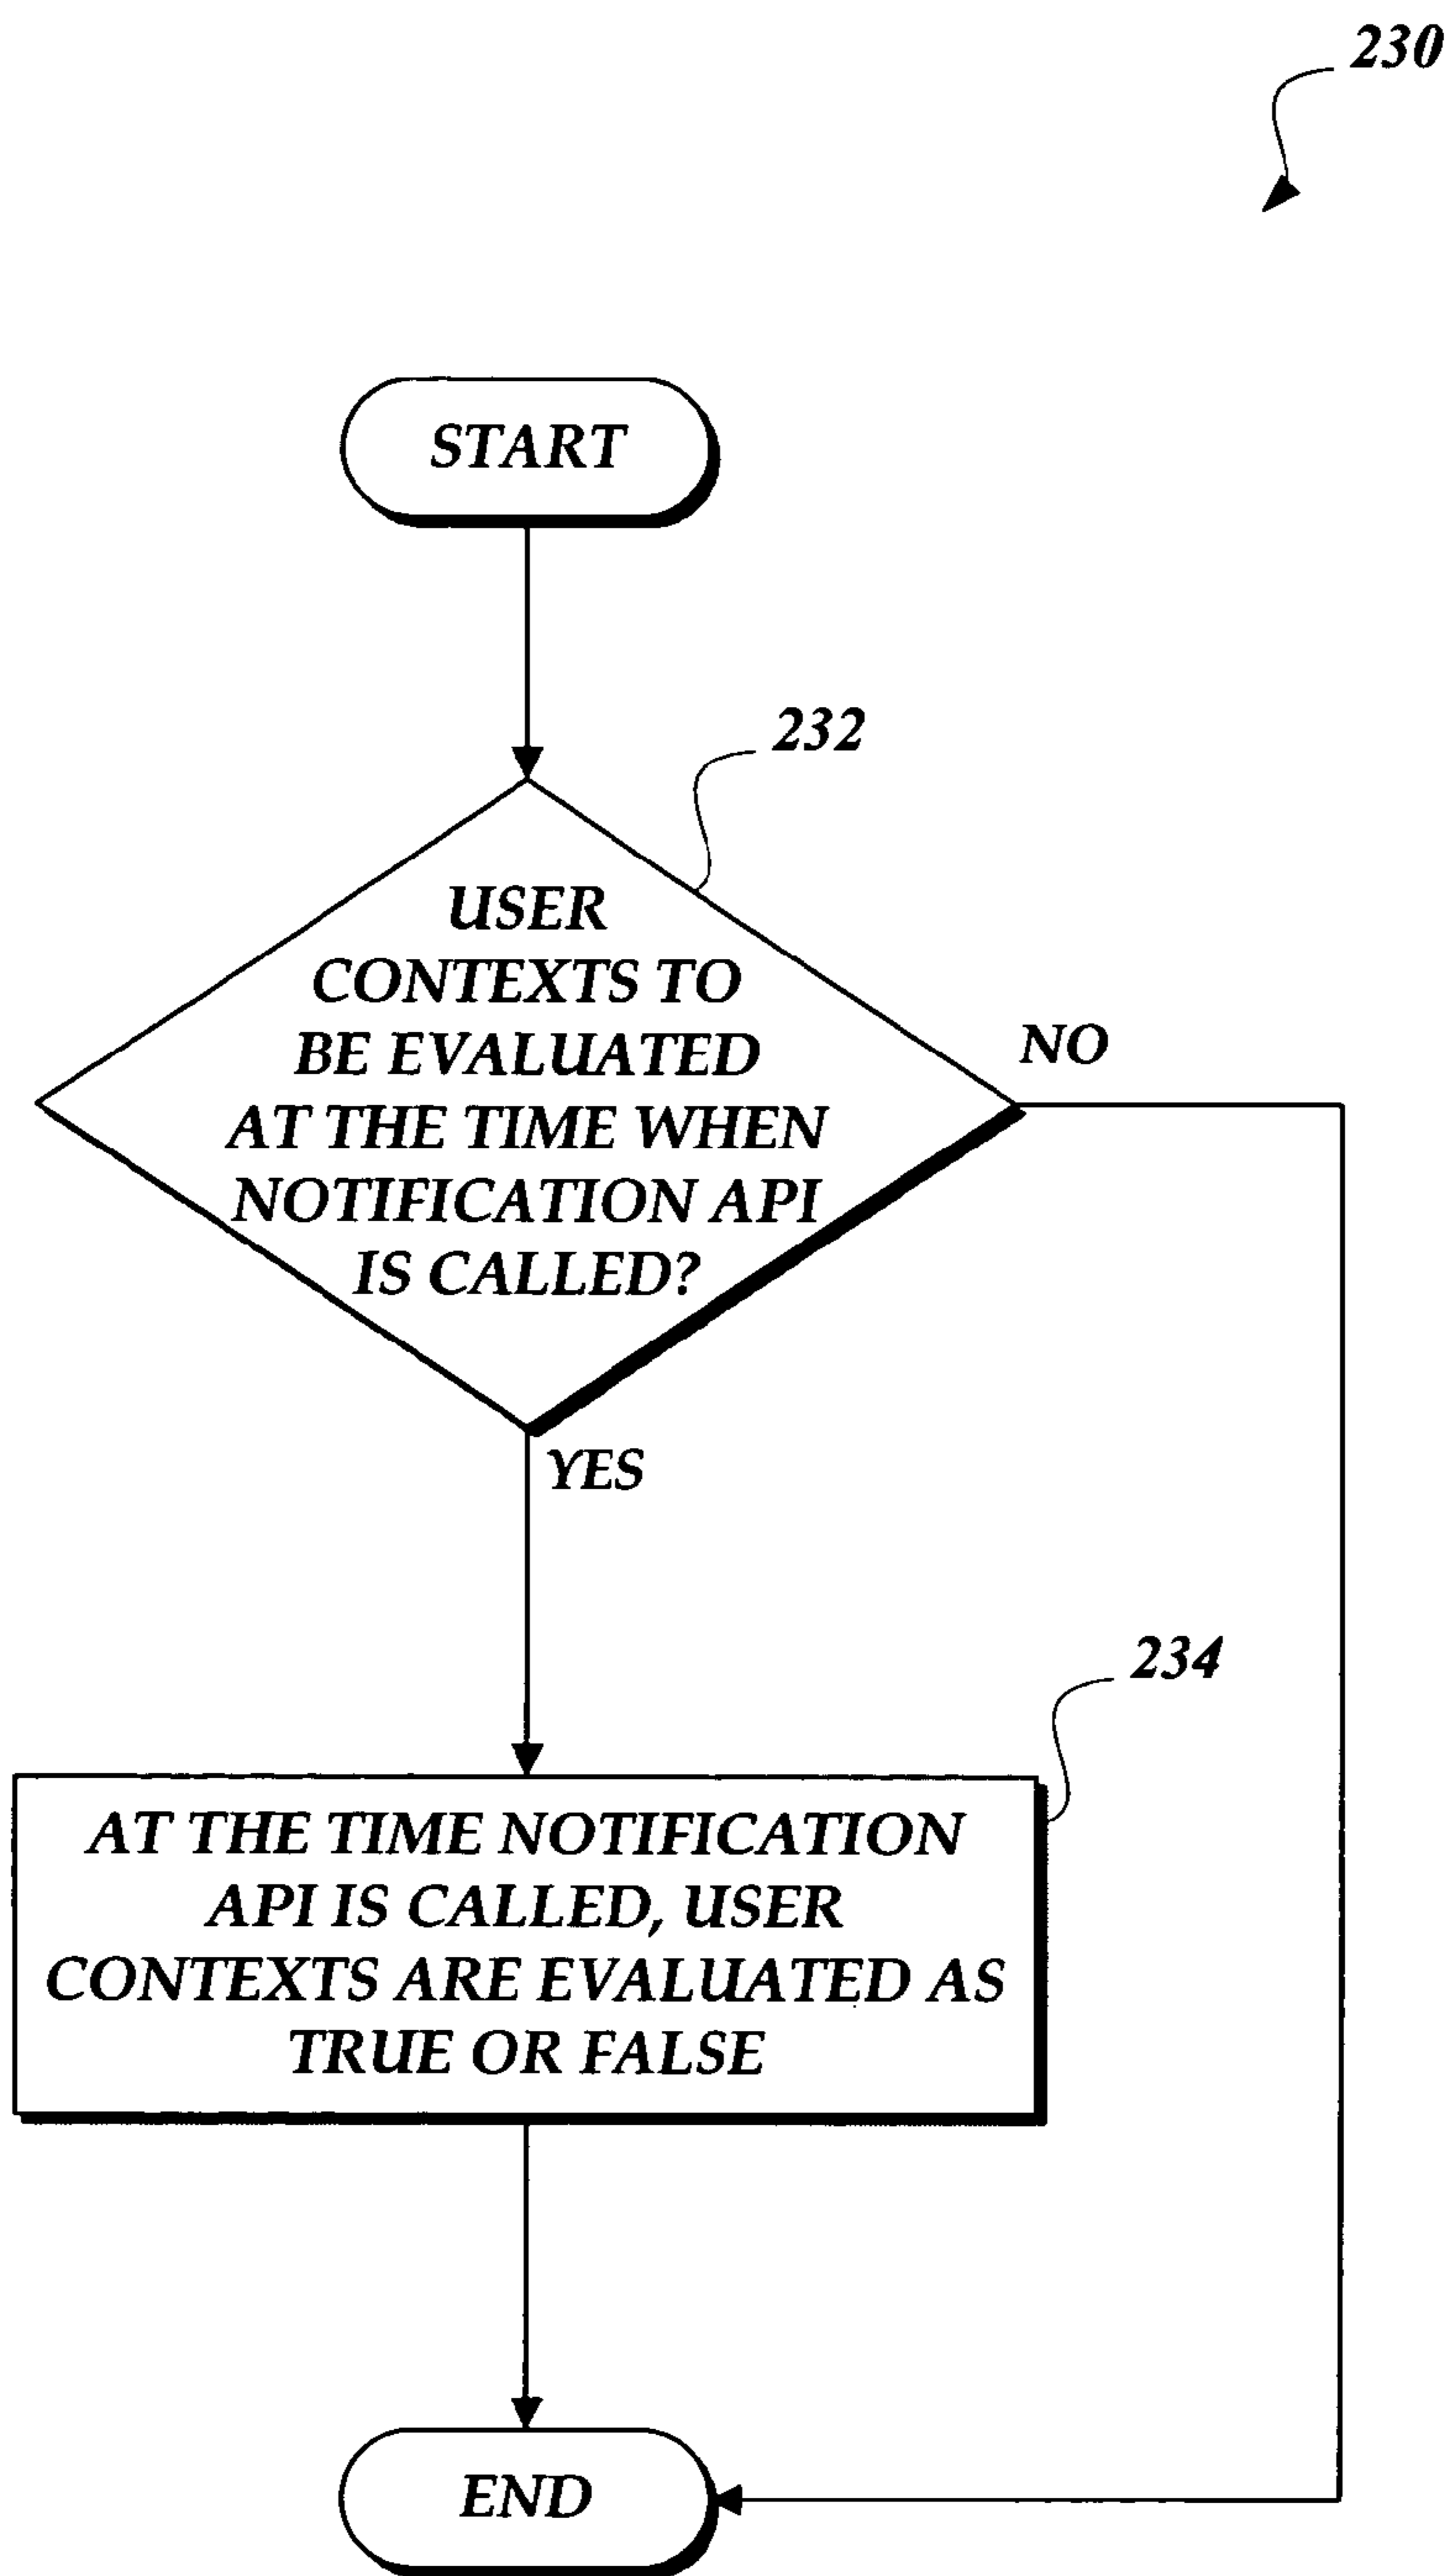 230
START
232
USER
CONTEXTS TO
BE EVALUATED
AT THE TIME WHEN
NOTIFICATION API
IS CALLED?
NO
YES
234
AT THE TIME NOTIFICATION
API IS CALLED, USER
CONTEXTS ARE EVALUATED AS
TRUE OR FALSE
END